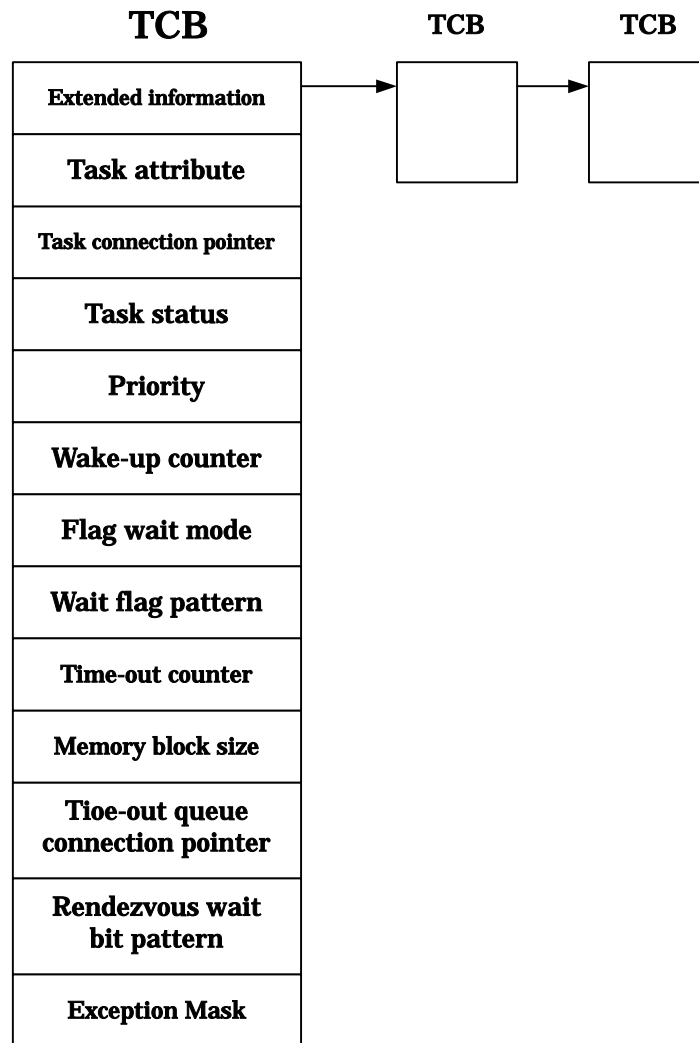 TCB
TCB
TCB
Extended information
Task attribute
Task connection pointer
Task status
Priority
Wake-up counter
Flag wait mode
Wait flag pattern
Time-out counter
Memory block size
Tioe-out queue
connection pointer
Rendezvous wait
bit pattern
Exception Mask